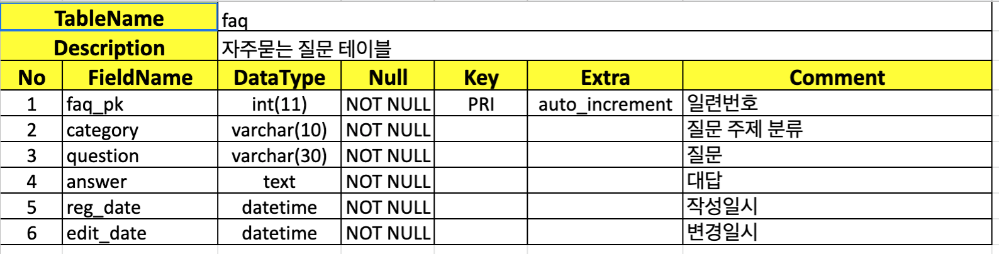 TableName faq
Description 자주묻는 질문 테이블
No FieldName DataType Null Key Extra Comment
1 faq_pk int(11) NOT NULL PRI auto_increment 일련번호
2 category varchar(10) NOT NULL 질문 주제 분류
3 question varchar(30) NOT NULL 질문
4 answer text NOT NULL 대답
5 reg_date datetime NOT NULL 작성일시
6 edit_date datetime NOT NULL 변경일시